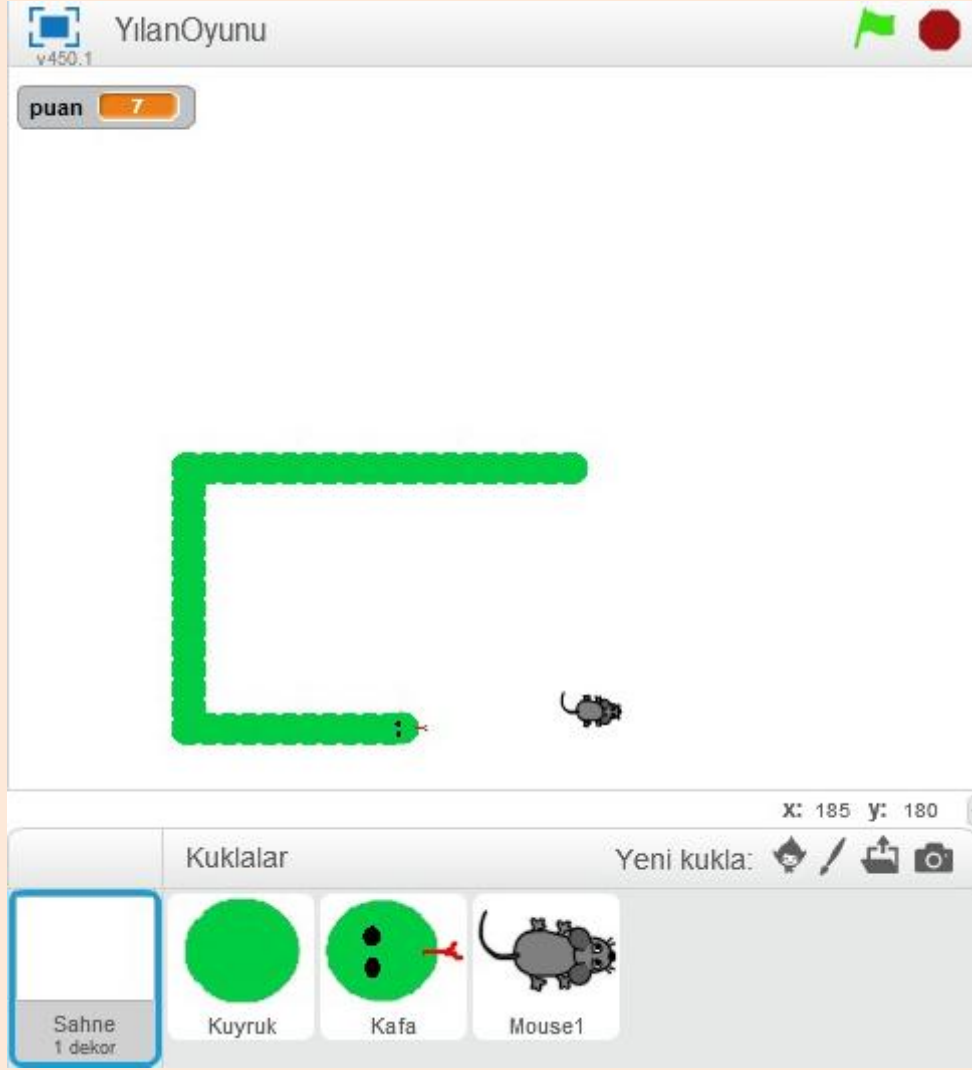 YılanOyunu
v450.1
puan 7
x: 185 y: 180
Kuklalar
Yeni kukla:
Sahne
1 dekor
Kuyruk
Kafa
Mouse1